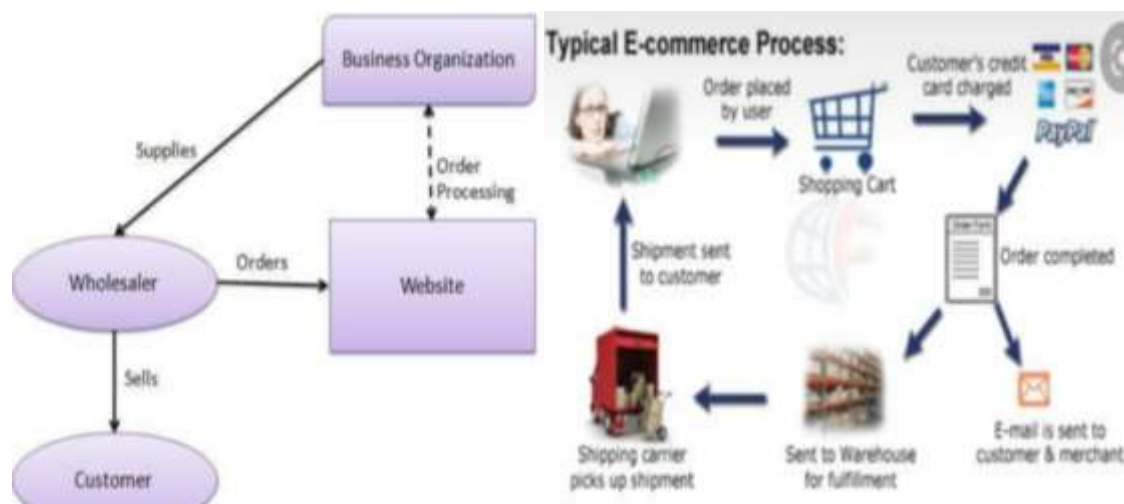 Business Organization
Supplies
Order
Processing
Wholesaler
Orders
Website
Sells
Customer
Typical E-commerce Process:
Order placed
by user
Customer's credit
card charged
PayPal
Shopping Cart
Order Form
Order completed
Shipment sent
to customer
Shipping carrier
picks up shipment
Sent to Warehouse
for fulfillment
E-mail is sent to
customer & merchant